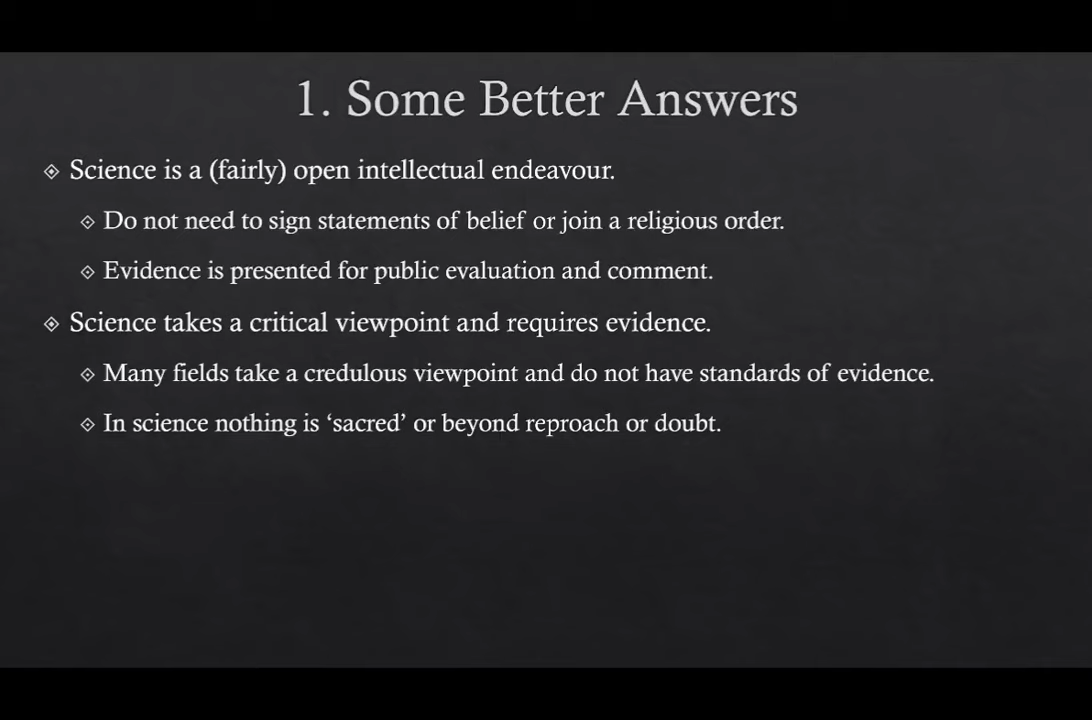 1. Some Better Answers
Science is a (fairly) open intellectual endeavour.
Do not need to sign statements of belief or join a religious order.
Evidence is presented for public evaluation and comment.
Science takes a critical viewpoint and requires evidence.
Many fields take a credulous viewpoint and do not have standards of evidence.
In science nothing is ‘sacred’ or beyond reproach or doubt.